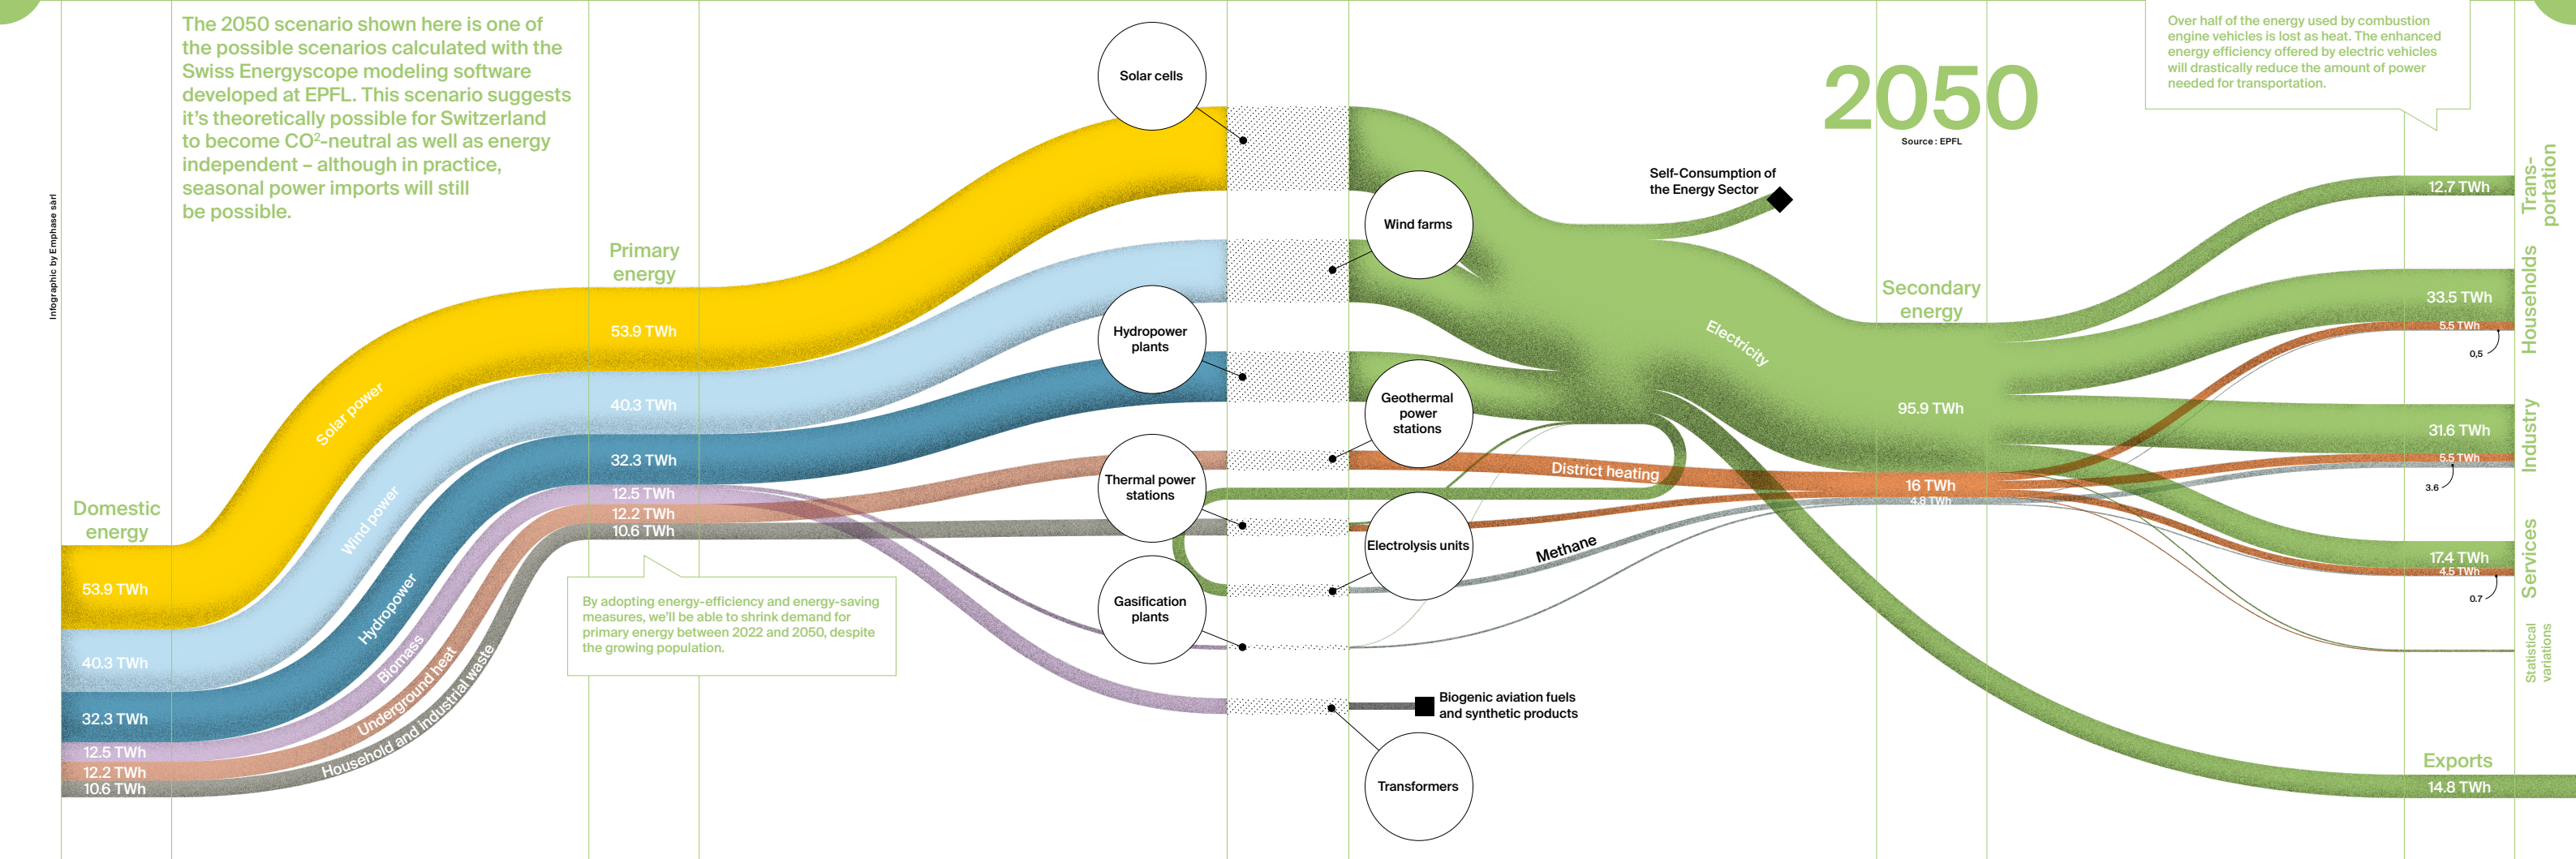 The 2050 scenario shown here is one of
the possible scenarios calculated with the
Swiss Energyscope modeling software
developed at EPFL. This scenario suggests
it's theoretically possible for Switzerland
to become CO²-neutral as well as energy
independent – although in practice,
seasonal power imports will still
be possible.
Infographic by Emphase sàrl
Domestic
energy
53.9 TWh
40.3 TWh
32.3 TWh
12.5 TWh
12.2 TWh
10.6 TWh
Solar power
Wind power
Hydropower
Biomass
Underground heat
Household and industrial waste
Primary
energy
53.9 TWh
40.3 TWh
32.3 TWh
12.5 TWh
12.2 TWh
10.6 TWh
By adopting energy-efficiency and energy-saving
measures, we'll be able to shrink demand for
primary energy between 2022 and 2050, despite
the growing population.
Solar cells
Wind farms
Hydropower
plants
Geothermal
power
stations
Thermal power
stations
Electrolysis units
Gasification
plants
Transformers
Biogenic aviation fuels
and synthetic products
Self-Consumption of
the Energy Sector
Electricity
District heating
Methane
2050
Source : EPFL
Secondary
energy
95.9 TWh
16 TWh
4.8 TWh
Over half of the energy used by combustion
engine vehicles is lost as heat. The enhanced
energy efficiency offered by electric vehicles
will drastically reduce the amount of power
needed for transportation.
12.7 TWh
Trans-
portation
33.5 TWh
5.5 TWh
0,5
Households
31.6 TWh
5.5 TWh
3.6
Industry
17.4 TWh
4.5 TWh
0.7
Services
Statistical
variations
Exports
14.8 TWh